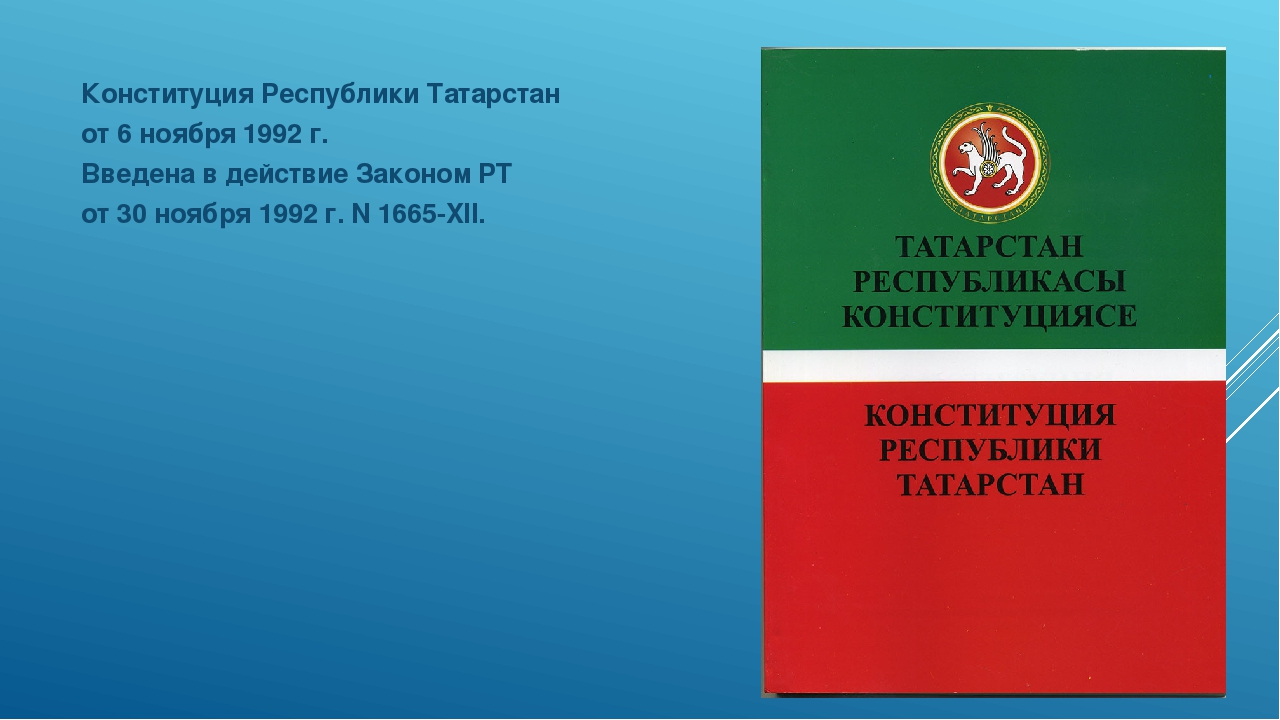 Конституция Республики Татарстан
от 6 ноября 1992 г.
Введена в действие Законом РТ
от 30 ноября 1992 г. N 1665-XII.
ТАТАРСТАН
ТАТАРСТАН
РЕСПУБЛИКАСЫ
КОНСТИТУЦИЯСЕ
КОНСТИТУЦИЯ
РЕСПУБЛИКИ
ТАТАРСТАН